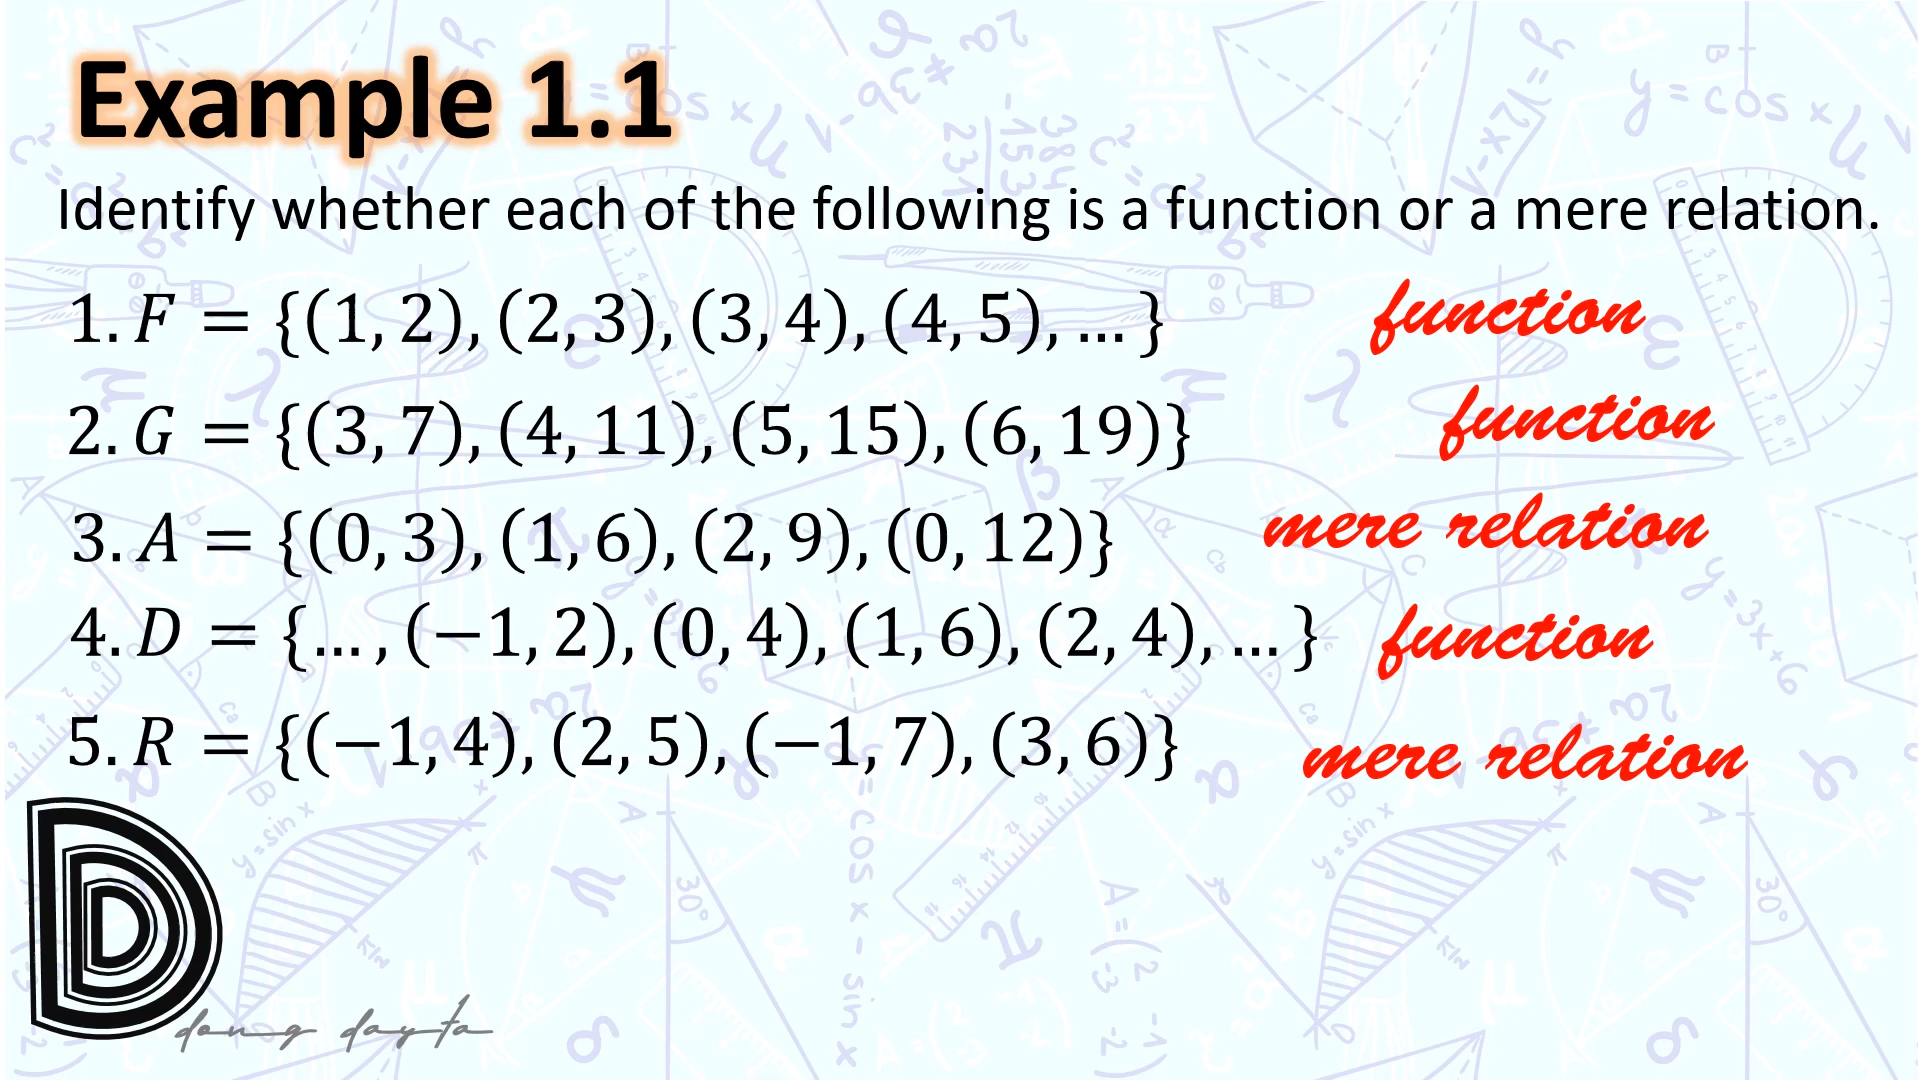 Example 1.1
Identify whether each of the following is a function or a mere relation.
1. F = {(1, 2), (2, 3), (3, 4), (4, 5), … }
function
2. G = {(3, 7), (4, 11), (5, 15), (6, 19)}
function
3. A = {(0, 3), (1, 6), (2, 9), (0, 12)}
mere relation
4. D = {… , (−1, 2), (0, 4), (1, 6), (2, 4), … }
function
5. R = {(−1, 4), (2, 5), (−1, 7), (3, 6)}
mere relation
D
dong dayta